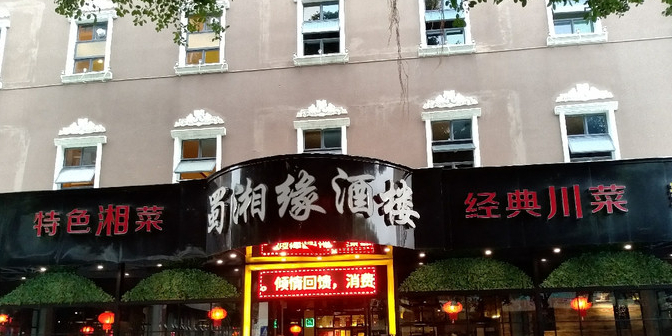 特色湘菜
蜀湘缘酒楼
经典川菜
。倾情回馈，消费